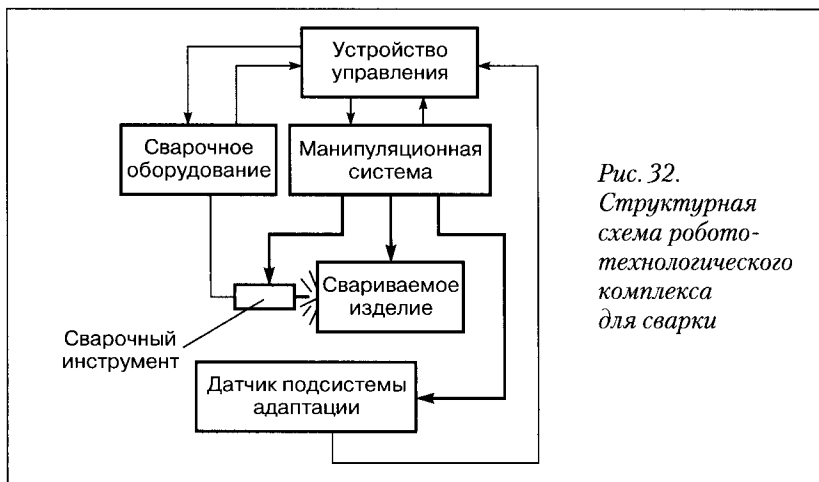 Устройство
управления
Сварочное
оборудование
Манипуляционная
система
Свариваемое
изделие
Сварочный
инструмент
Датчик подсистемы
адаптации
Рис. 32.
Структурная
схема робото-
технологического
комплекса
для сварки